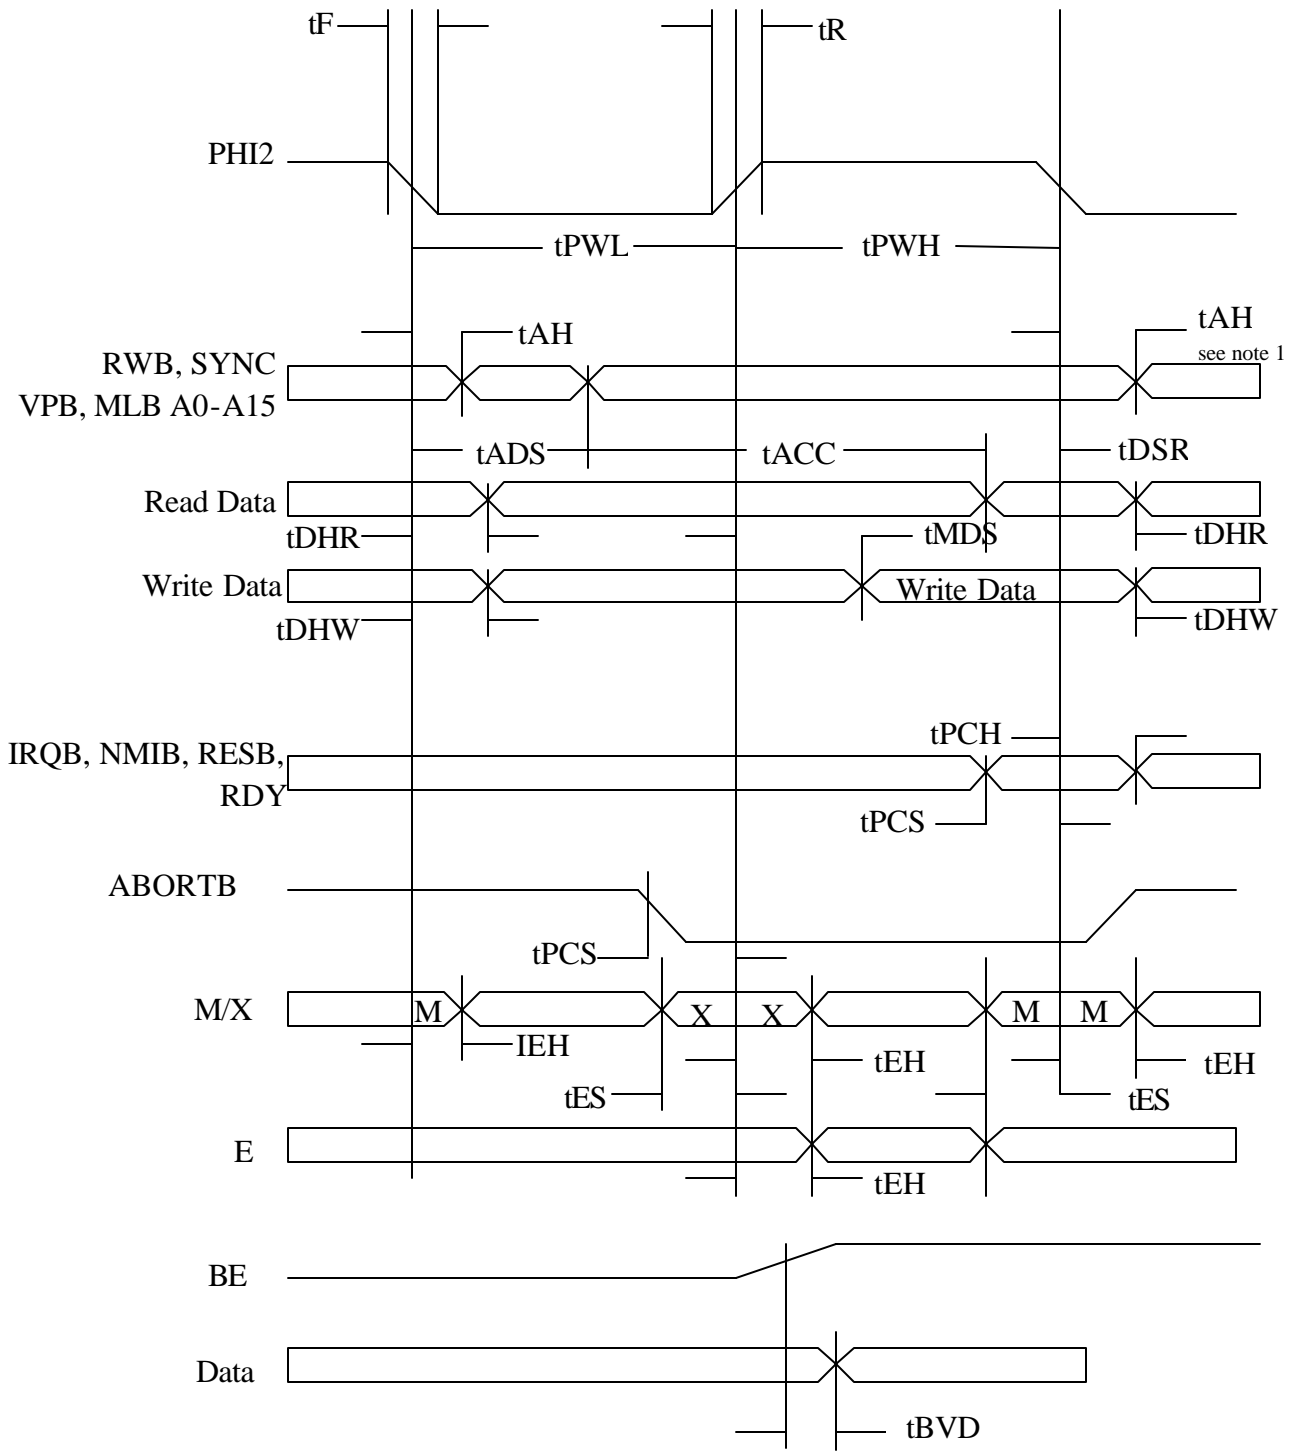 tF
tR
PHI2
tPWL
tPWH
tAH
tAH
see note 1
RWB, SYNC
VPB, MLB A0-A15
tADS
tACC
tDSR
Read Data
tDHR
tMDS
tDHR
Write Data
Write Data
tDHW
tDHW
tPCH
IRQB, NMIB, RESB,
RDY
tPCS
ABORTB
tPCS
M/X
M
X
X
M
M
IEH
tEH
tEH
tES
tES
E
tEH
BE
Data
tBVD